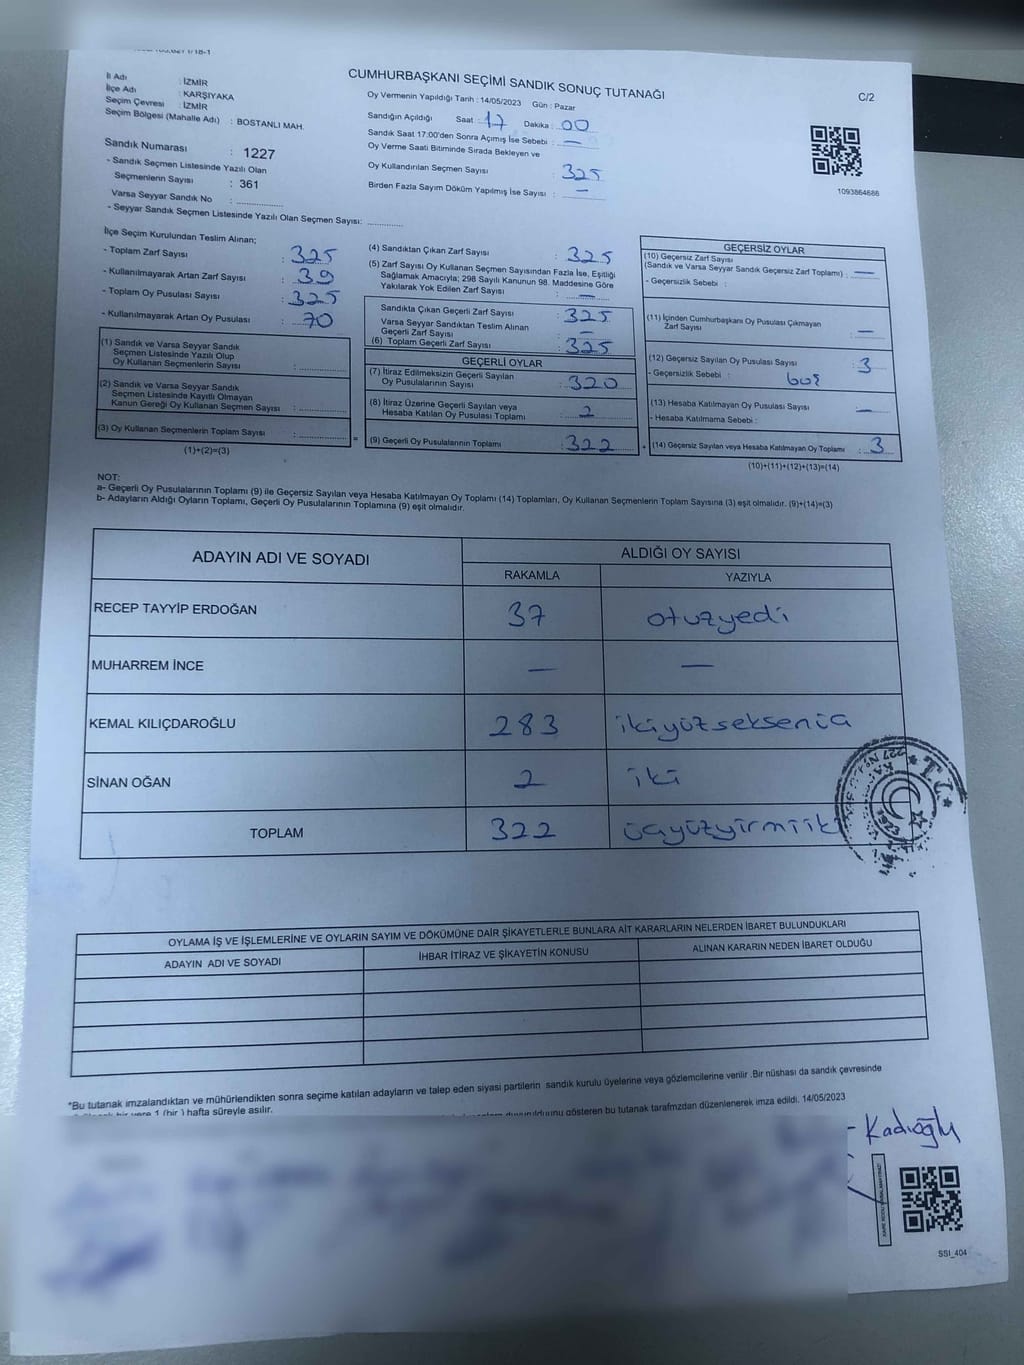 CUMHURBAŞKANI SEÇİMİ SANDIK SONUÇ TUTANAĞI
C/2
İl Adı : İZMİR
İlçe Adı : KARŞIYAKA
Seçim Çevresi : İZMİR
Seçim Bölgesi (Mahalle Adı) : BOSTANLI MAH.
Sandık Numarası : 1227
- Sandık Seçmen Listesinde Yazılı Olan
Seçmenlerin Sayısı : 361
Varsa Seyyar Sandık No :
- Seyyar Sandık Seçmen Listesinde Yazılı Olan Seçmen Sayısı:
Oy Vermenin Yapıldığı Tarih : 14/05/2023 Gün : Pazar
Sandığın Açıldığı Saat : 17 Dakika : 00
Sandık Saat 17:00'den Sonra Açımış İse Sebebi : —
Oy Verme Saati Bitiminde Sırada Bekleyen ve
Oy Kullandırılan Seçmen Sayısı : 325
Birden Fazla Sayım Döküm Yapılmış İse Sayısı : —
1093864686
İlçe Seçim Kurulundan Teslim Alınan;
- Toplam Zarf Sayısı : 325
- Kullanılmayarak Artan Zarf Sayısı : 39
- Toplam Oy Pusulası Sayısı : 325
- Kullanılmayarak Artan Oy Pusulası : 70
(1) Sandık ve Varsa Seyyar Sandık
Seçmen Listesinde Yazılı Olup
Oy Kullanan Seçmenlerin Sayısı :
(2) Sandık ve Varsa Seyyar Sandık
Seçmen Listesinde Kayıtlı Olmayan
Kanun Gereği Oy Kullanan Seçmen Sayısı :
(3) Oy Kullanan Seçmenlerin Toplam Sayısı :
(1)+(2)=(3)
(4) Sandıktan Çıkan Zarf Sayısı : 325
(5) Zarf Sayısı Oy Kullanan Seçmen Sayısından Fazla İse, Eşitliği
Sağlamak Amacıyla; 298 Sayılı Kanunun 98. Maddesine Göre
Yakılarak Yok Edilen Zarf Sayısı : —
Sandıkta Çıkan Geçerli Zarf Sayısı : 325
Varsa Seyyar Sandıktan Teslim Alınan
Geçerli Zarf Sayısı : —
(6) Toplam Geçerli Zarf Sayısı : 325
GEÇERLİ OYLAR
(7) İtiraz Edilmeksizin Geçerli Sayılan
Oy Pusulalarının Sayısı : 320
(8) İtiraz Üzerine Geçerli Sayılan veya
Hesaba Katılan Oy Pusulası Toplamı : 2
(9) Geçerli Oy Pusulalarının Toplamı : 322
GEÇERSİZ OYLAR
(10) Geçersiz Zarf Sayısı
(Sandık ve Varsa Seyyar Sandık Geçersiz Zarf Toplamı) : —
- Geçersizlik Sebebi :
(11) İçinden Cumhurbaşkanı Oy Pusulası Çıkmayan
Zarf Sayısı : —
(12) Geçersiz Sayılan Oy Pusulası Sayısı : 3
- Geçersizlik Sebebi : boş
(13) Hesaba Katılmayan Oy Pusulası Sayısı : —
- Hesaba Katılmama Sebebi :
(14) Geçersiz Sayılan veya Hesaba Katılmayan Oy Toplamı : 3
(10)+(11)+(12)+(13)=(14)
NOT:
a- Geçerli Oy Pusulalarının Toplamı (9) ile Geçersiz Sayılan veya Hesaba Katılmayan Oy Toplamı (14) Toplamları, Oy Kullanan Seçmenlerin Toplam Sayısına (3) eşit olmalıdır. (9)+(14)=(3)
b- Adayların Aldığı Oyların Toplamı, Geçerli Oy Pusulalarının Toplamına (9) eşit olmalıdır.
ADAYIN ADI VE SOYADI ALDIĞI OY SAYISI
RAKAMLA YAZIYLA
RECEP TAYYİP ERDOĞAN 37 otuzyedi
MUHARREM İNCE — —
KEMAL KILIÇDAROĞLU 283 ikiyüzseksenüç
SİNAN OĞAN 2 iki
TOPLAM 322 üçyüzyirmiiki
OYLAMA İŞ VE İŞLEMLERİNE VE OYLARIN SAYIM VE DÖKÜMÜNE DAİR ŞİKAYETLERLE BUNLARA AİT KARARLARIN NELERDEN İBARET BULUNDUKLARI
ADAYIN ADI VE SOYADI İHBAR İTİRAZ VE ŞİKAYETİN KONUSU ALINAN KARARIN NEDEN İBARET OLDUĞU
*Bu tutanak imzalandıktan ve mühürlendikten sonra seçime katılan adayların ve talep eden siyasi partilerin sandık kurulu üyelerine veya gözlemcilerine verilir .Bir nüshası da sandık çevresinde
bir yere 1 (bir ) hafta süreyle asılır.
gösteren bu tutanak tarafmzdan düzenlenerek imza edildi. 14/05/2023
Kadıoğlu
SSI_404